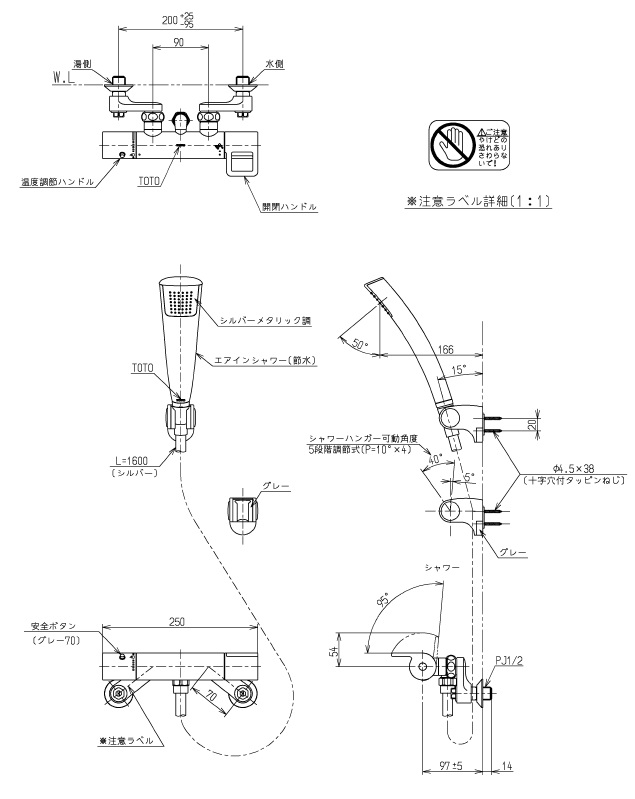 200 +25 -95
90
湯側
水側
W.L
温度調節ハンドル
TOTO
開閉ハンドル
⚠ご注意
やけどの
恐れあり
さわらな
いで!
※注意ラベル詳細(1:1)
シルバーメタリック調
エアインシャワー(節水)
TOTO
L=1600
(シルバー)
グレー
50°
166
15°
シャワーハンガー可動角度
5段階調節式(P=10°×4)
20
40°
5°
Φ4.5×38
(十字穴付タッピンねじ)
グレー
シャワー
95°
54
PJ1/2
97±5
14
安全ボタン
(グレー70)
250
70
※注意ラベル